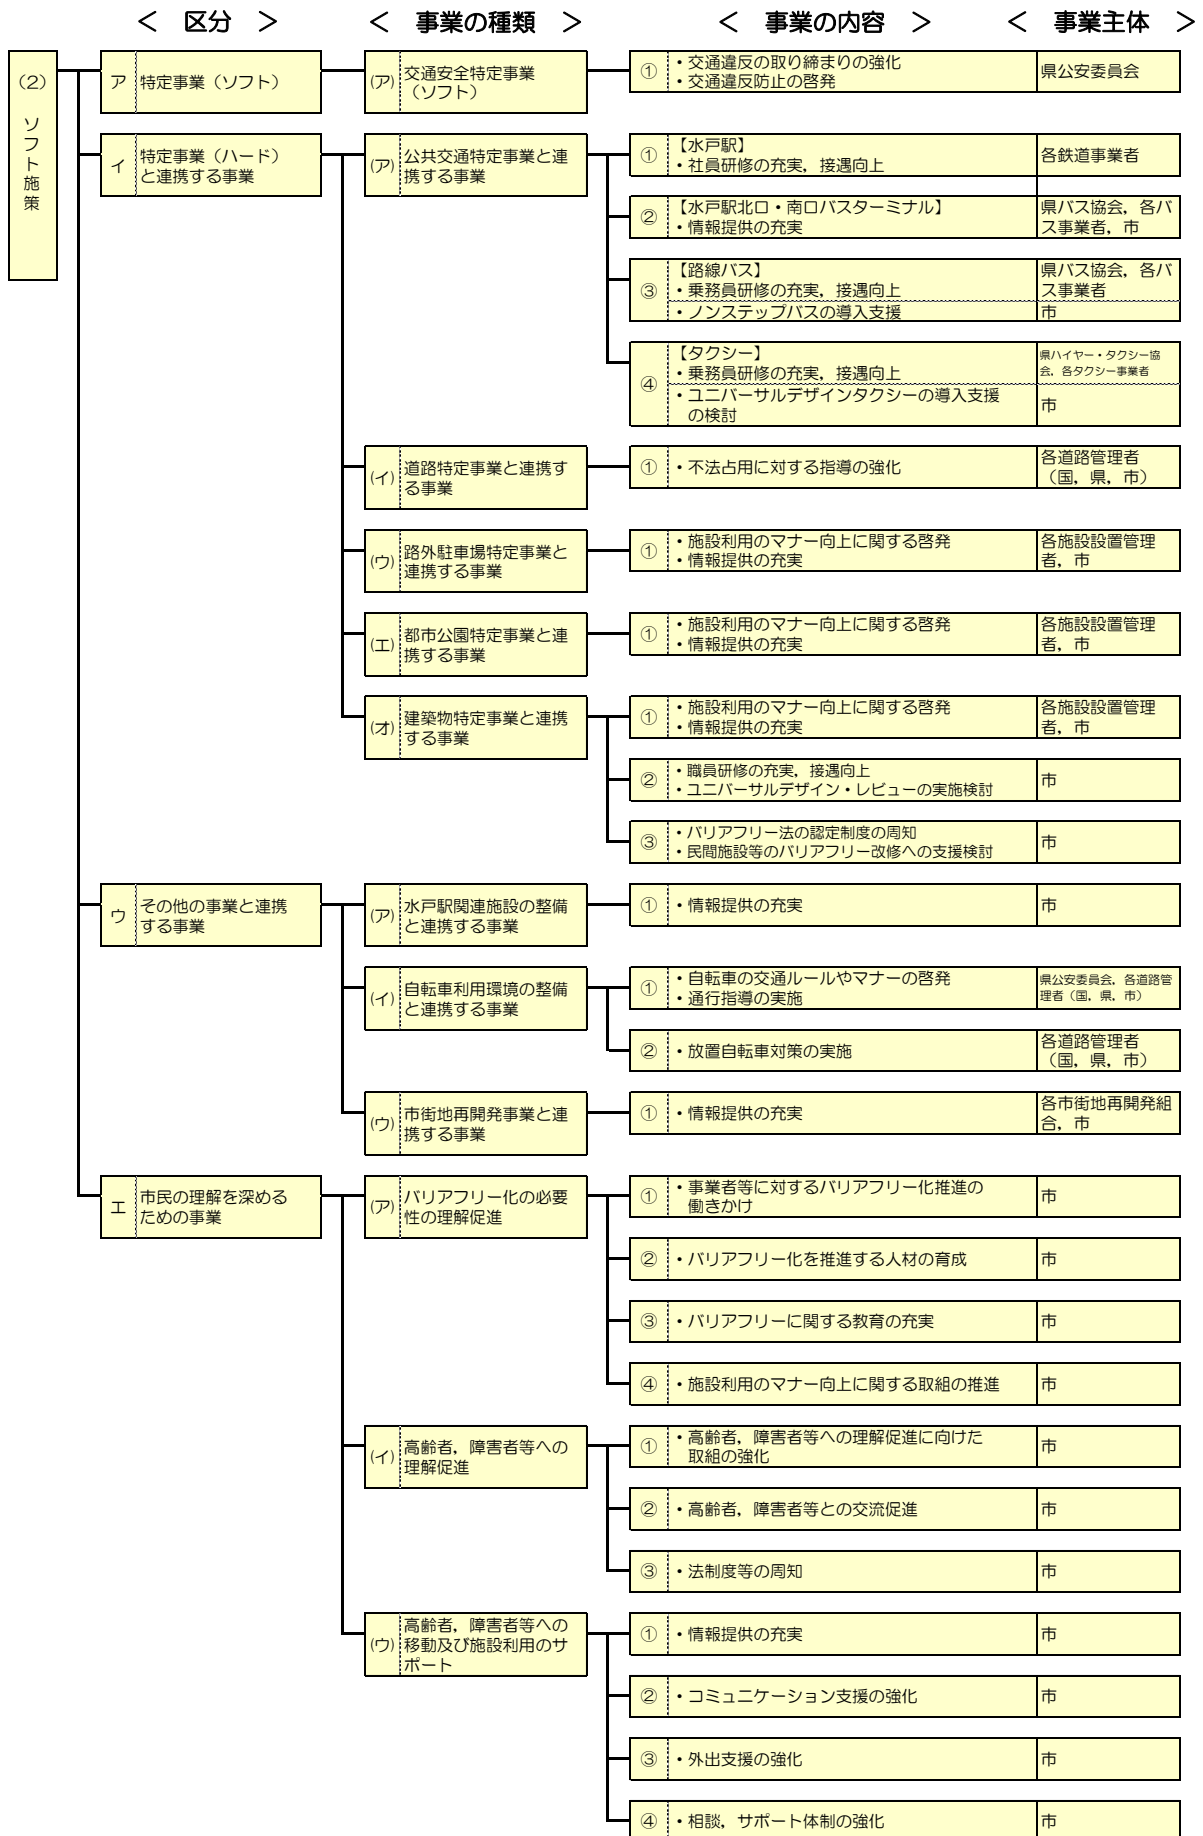 ＜　区分　＞
＜　事業の種類　＞
＜　事業の内容　＞
＜　事業主体　＞
（2）ソフト施策
ア
特定事業（ソフト）
(ア)
交通安全特定事業
（ソフト）
①
・交通違反の取り締まりの強化
・交通違反防止の啓発
県公安委員会
イ
特定事業（ハード）
と連携する事業
(ア)
公共交通特定事業と連
携する事業
①
【水戸駅】
・社員研修の充実，接遇向上
各鉄道事業者
②
【水戸駅北口・南口バスターミナル】
・情報提供の充実
県バス協会，各バ
ス事業者，市
③
【路線バス】
・乗務員研修の充実，接遇向上
県バス協会，各バ
ス事業者
・ノンステップバスの導入支援
市
④
【タクシー】
・乗務員研修の充実，接遇向上
県ハイヤー・タクシー協
会，各タクシー事業者
・ユニバーサルデザインタクシーの導入支援
の検討
市
(イ)
道路特定事業と連携す
る事業
①
・不法占用に対する指導の強化
各道路管理者
（国，県，市）
(ウ)
路外駐車場特定事業と
連携する事業
①
・施設利用のマナー向上に関する啓発
・情報提供の充実
各施設設置管理
者，市
(エ)
都市公園特定事業と連
携する事業
①
・施設利用のマナー向上に関する啓発
・情報提供の充実
各施設設置管理
者，市
(オ)
建築物特定事業と連携
する事業
①
・施設利用のマナー向上に関する啓発
・情報提供の充実
各施設設置管理
者，市
②
・職員研修の充実，接遇向上
・ユニバーサルデザイン・レビューの実施検討
市
③
・バリアフリー法の認定制度の周知
・民間施設等のバリアフリー改修への支援検討
市
ウ
その他の事業と連携
する事業
(ア)
水戸駅関連施設の整備
と連携する事業
①
・情報提供の充実
市
(イ)
自転車利用環境の整備
と連携する事業
①
・自転車の交通ルールやマナーの啓発
・通行指導の実施
県公安委員会，各道路管
理者（国，県，市）
②
・放置自転車対策の実施
各道路管理者
（国，県，市）
(ウ)
市街地再開発事業と連
携する事業
①
・情報提供の充実
各市街地再開発組
合，市
エ
市民の理解を深める
ための事業
(ア)
バリアフリー化の必要
性の理解促進
①
・事業者等に対するバリアフリー化推進の
働きかけ
市
②
・バリアフリー化を推進する人材の育成
市
③
・バリアフリーに関する教育の充実
市
④
・施設利用のマナー向上に関する取組の推進
市
(イ)
高齢者，障害者等への
理解促進
①
・高齢者，障害者等への理解促進に向けた
取組の強化
市
②
・高齢者，障害者等との交流促進
市
③
・法制度等の周知
市
(ウ)
高齢者，障害者等への
移動及び施設利用のサ
ポート
①
・情報提供の充実
市
②
・コミュニケーション支援の強化
市
③
・外出支援の強化
市
④
・相談，サポート体制の強化
市